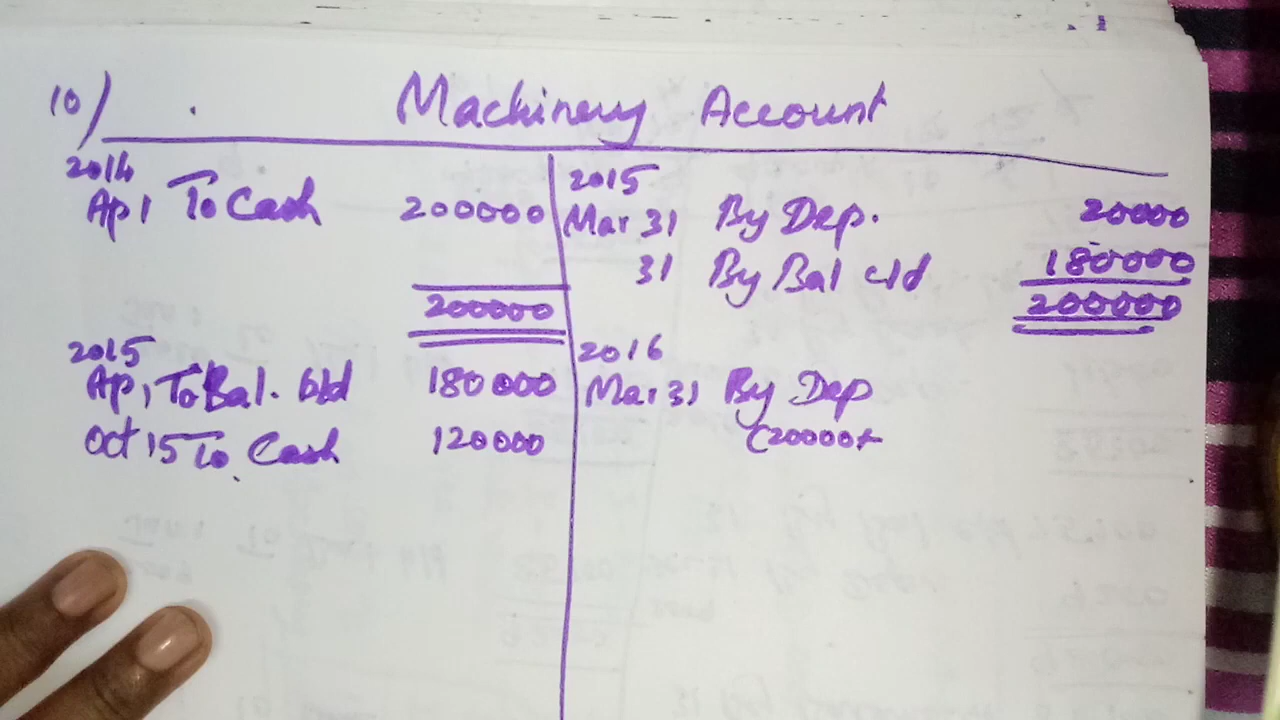 10) Machinery Account
2014
Ap 1 To Cash 200000
200000
2015
Ap 1 To Bal. b/d 180000
Oct 15 To Cash 120000
2015
Mar 31 By Dep. 20000
31 By Bal c/d 180000
200000
2016
Mar 31 By Dep
(20000+